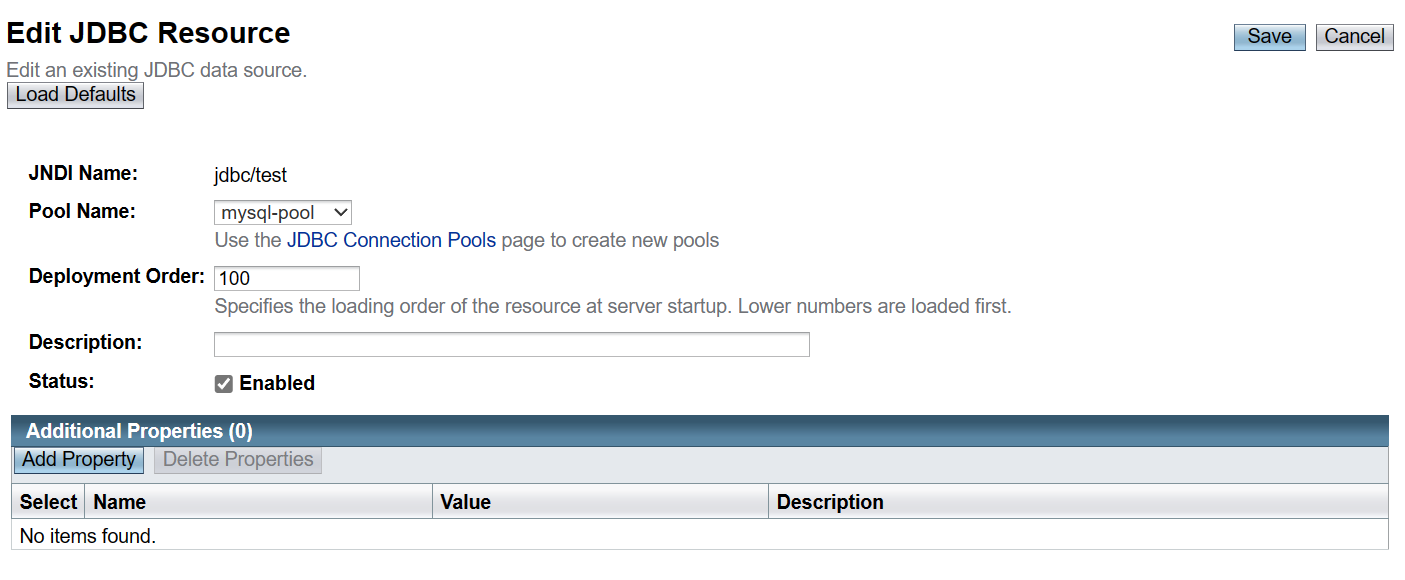 Edit JDBC Resource
Save Cancel
Edit an existing JDBC data source.
Load Defaults
JNDI Name: jdbc/test
Pool Name: mysql-pool
Use the JDBC Connection Pools page to create new pools
Deployment Order: 100
Specifies the loading order of the resource at server startup. Lower numbers are loaded first.
Description:
Status: Enabled
Additional Properties (0)
Add Property Delete Properties
Select Name Value Description
No items found.